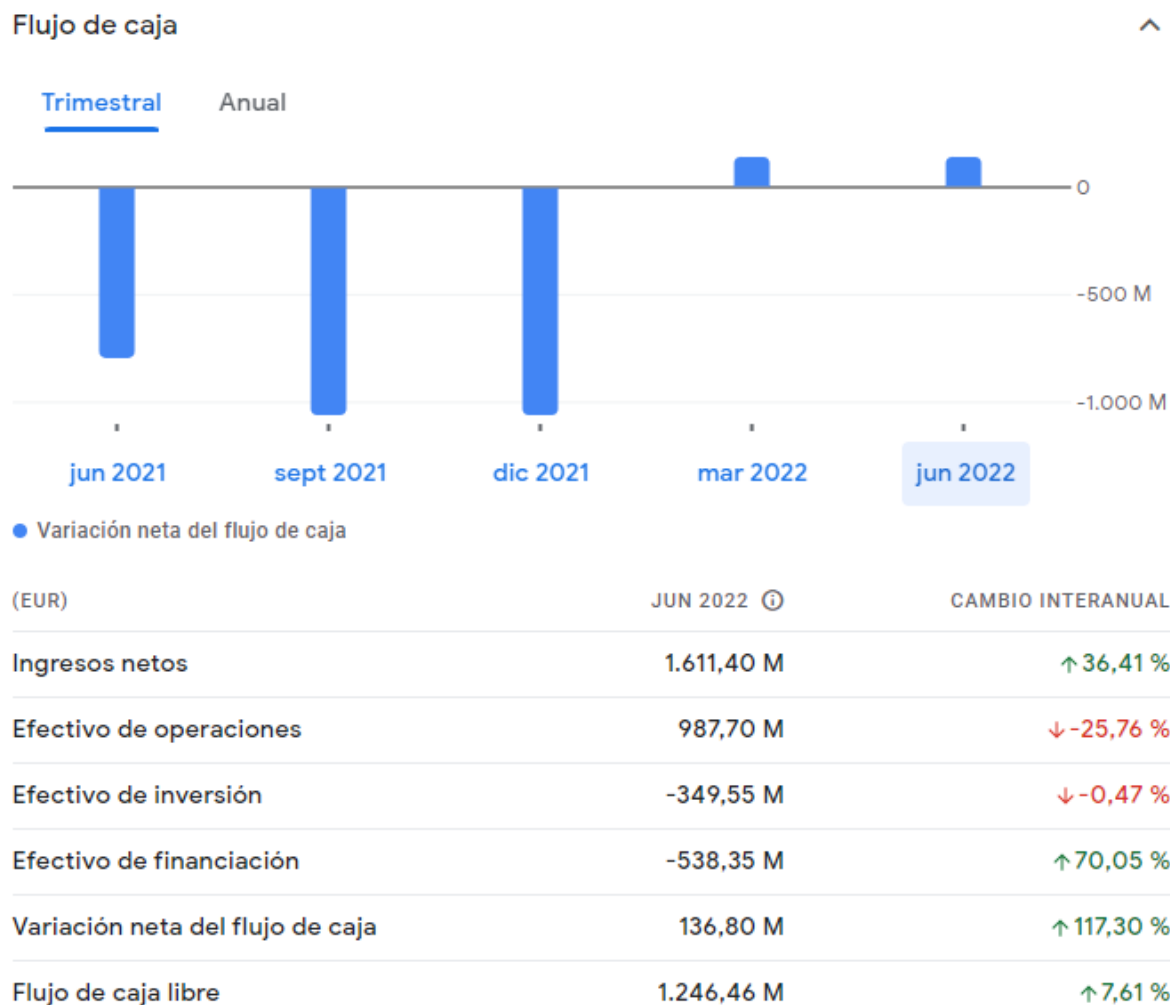 Flujo de caja
Trimestral Anual
0
-500 M
-1.000 M
jun 2021 sept 2021 dic 2021 mar 2022 jun 2022
Variación neta del flujo de caja
(EUR) JUN 2022 CAMBIO INTERANUAL
Ingresos netos 1.611,40 M ↑36,41 %
Efectivo de operaciones 987,70 M ↓-25,76 %
Efectivo de inversión -349,55 M ↓-0,47 %
Efectivo de financiación -538,35 M ↑70,05 %
Variación neta del flujo de caja 136,80 M ↑117,30 %
Flujo de caja libre 1.246,46 M ↑7,61 %